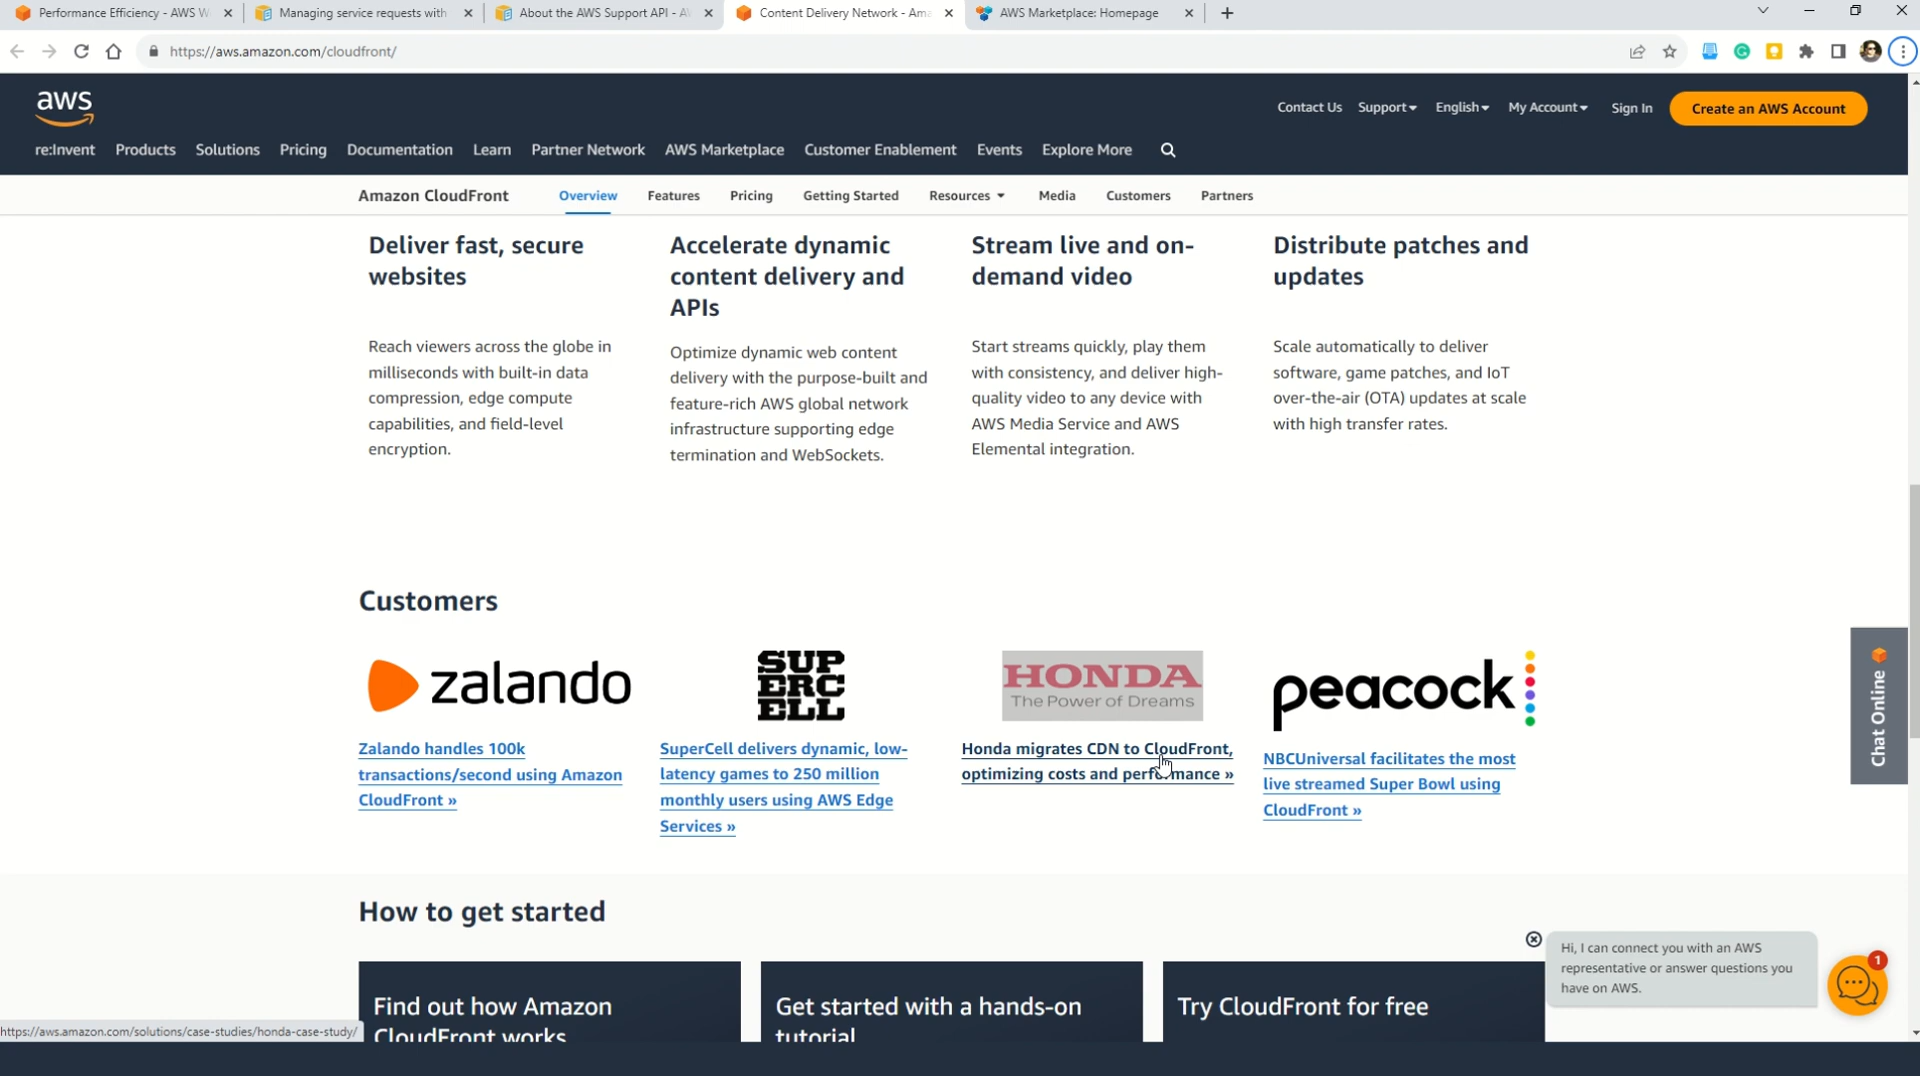 Performance Efficiency - AWS W
Managing service requests with
About the AWS Support API - A
Content Delivery Network - Ama
AWS Marketplace: Homepage
https://aws.amazon.com/cloudfront/
aws
Contact Us
Support
English
My Account
Sign In
Create an AWS Account
re:Invent
Products
Solutions
Pricing
Documentation
Learn
Partner Network
AWS Marketplace
Customer Enablement
Events
Explore More
Amazon CloudFront
Overview
Features
Pricing
Getting Started
Resources
Media
Customers
Partners
Deliver fast, secure
websites
Reach viewers across the globe in
milliseconds with built-in data
compression, edge compute
capabilities, and field-level
encryption.
Accelerate dynamic
content delivery and
APIs
Optimize dynamic web content
delivery with the purpose-built and
feature-rich AWS global network
infrastructure supporting edge
termination and WebSockets.
Stream live and on-
demand video
Start streams quickly, play them
with consistency, and deliver high-
quality video to any device with
AWS Media Service and AWS
Elemental integration.
Distribute patches and
updates
Scale automatically to deliver
software, game patches, and IoT
over-the-air (OTA) updates at scale
with high transfer rates.
Customers
zalando
Zalando handles 100k
transactions/second using Amazon
CloudFront »
SUP
ERC
ELL
SuperCell delivers dynamic, low-
latency games to 250 million
monthly users using AWS Edge
Services »
HONDA
The Power of Dreams
Honda migrates CDN to CloudFront,
optimizing costs and performance »
peacock
NBCUniversal facilitates the most
live streamed Super Bowl using
CloudFront »
Chat Online
How to get started
Find out how Amazon
CloudFront works
Get started with a hands-on
tutorial
Try CloudFront for free
Hi, I can connect you with an AWS
representative or answer questions you
have on AWS.
1
https://aws.amazon.com/solutions/case-studies/honda-case-study/